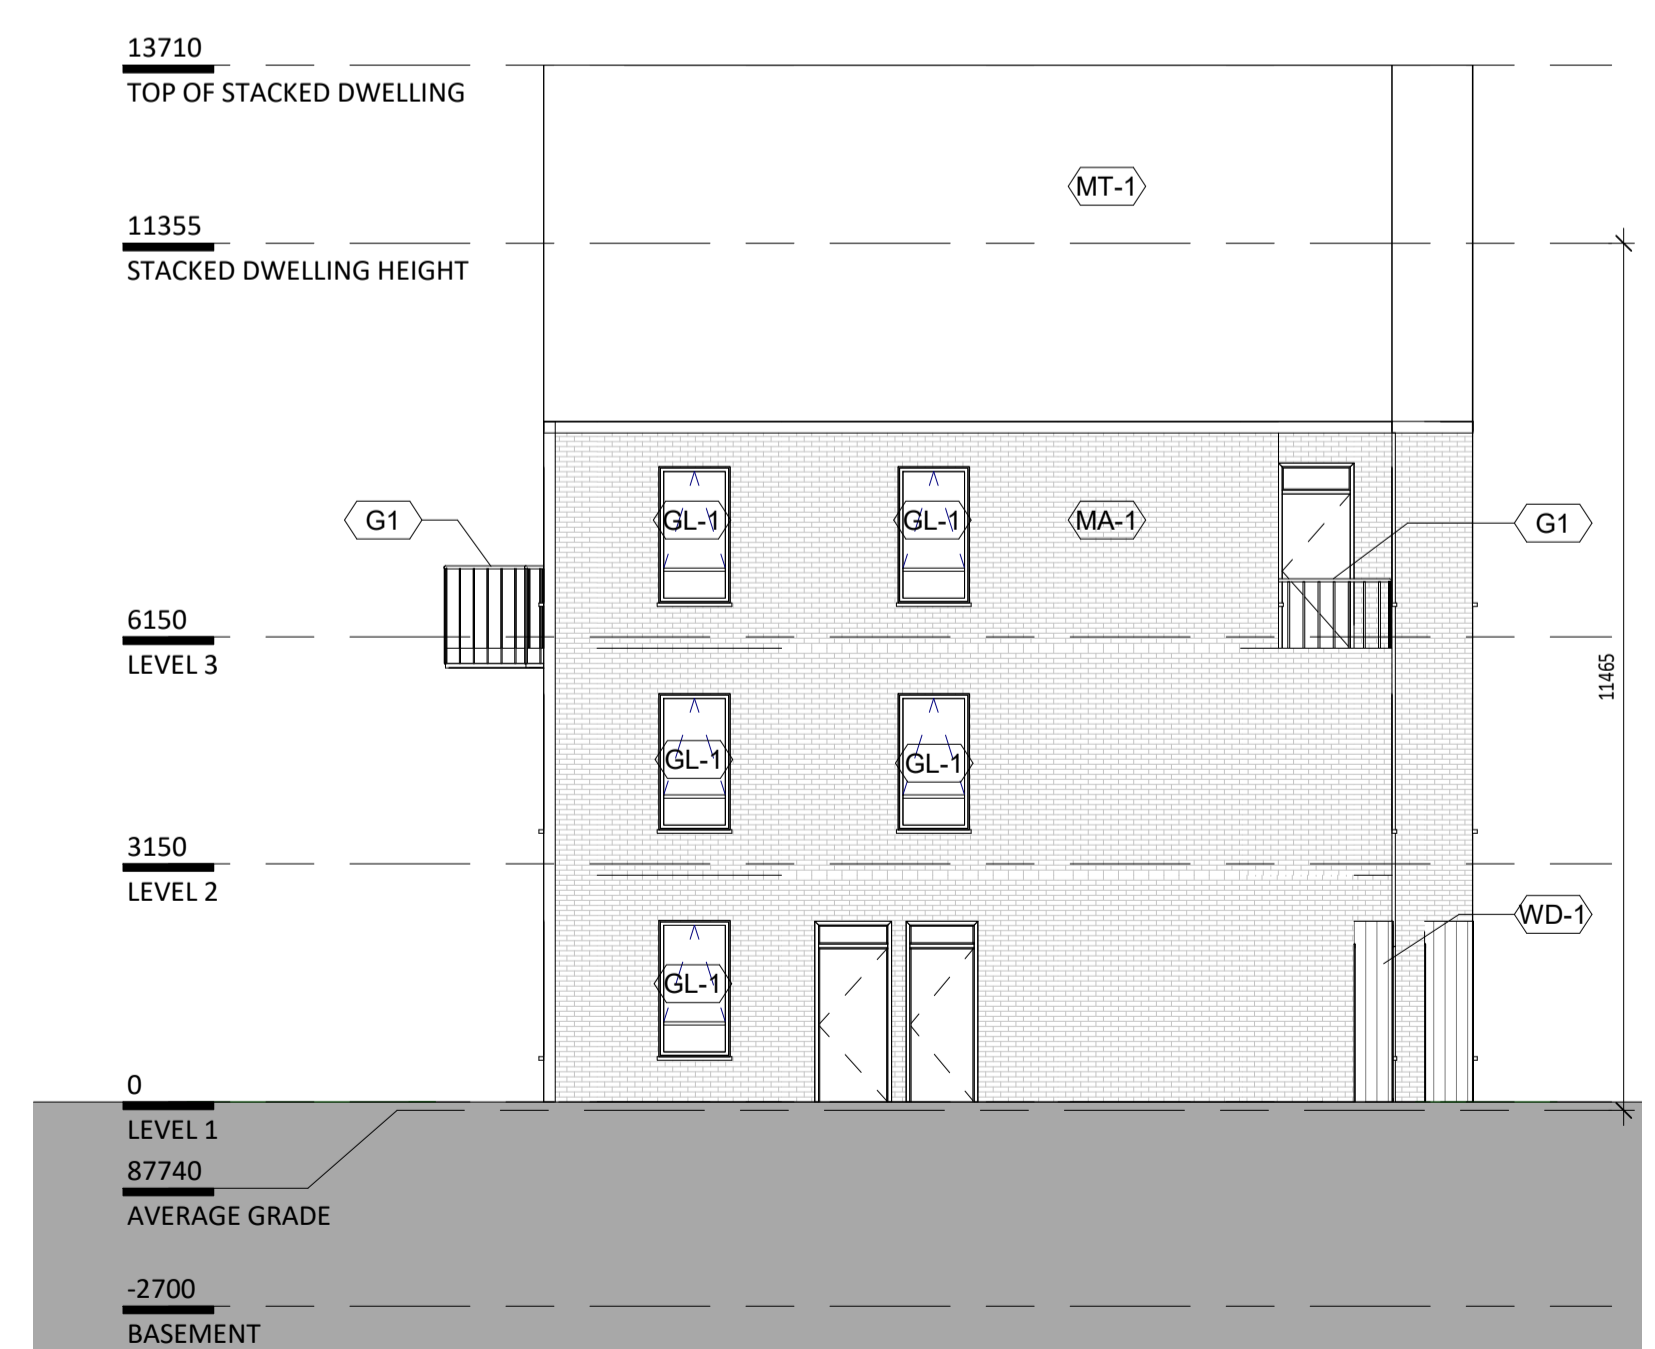 13710
TOP OF STACKED DWELLING
MT-1
11355
STACKED DWELLING HEIGHT
G1
GL-1
GL-1
MA-1
G1
6150
LEVEL 3
11465
GL-1
GL-1
3150
LEVEL 2
WD-1
GL-1
0
LEVEL 1
87740
AVERAGE GRADE
-2700
BASEMENT